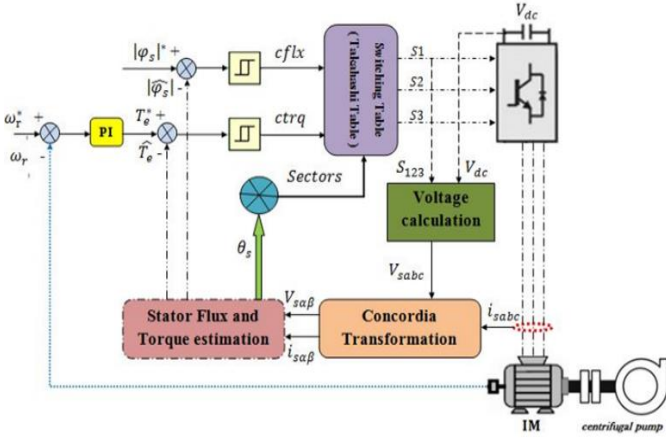 V_dc
|φ_s|* +
|φ̂_s| -
cflx
Switching Table
( Takahashi Table )
S1
S2
S3
ω_r* +
ω_r -
PI
T_e* +
T̂_e -
ctrq
Sectors
S_123
V_dc
Voltage
calculation
θ_s
V_sabc
V_sαβ
i_sαβ
Stator Flux and
Torque estimation
Concordia
Transformation
i_sabc
IM
centrifugal pump